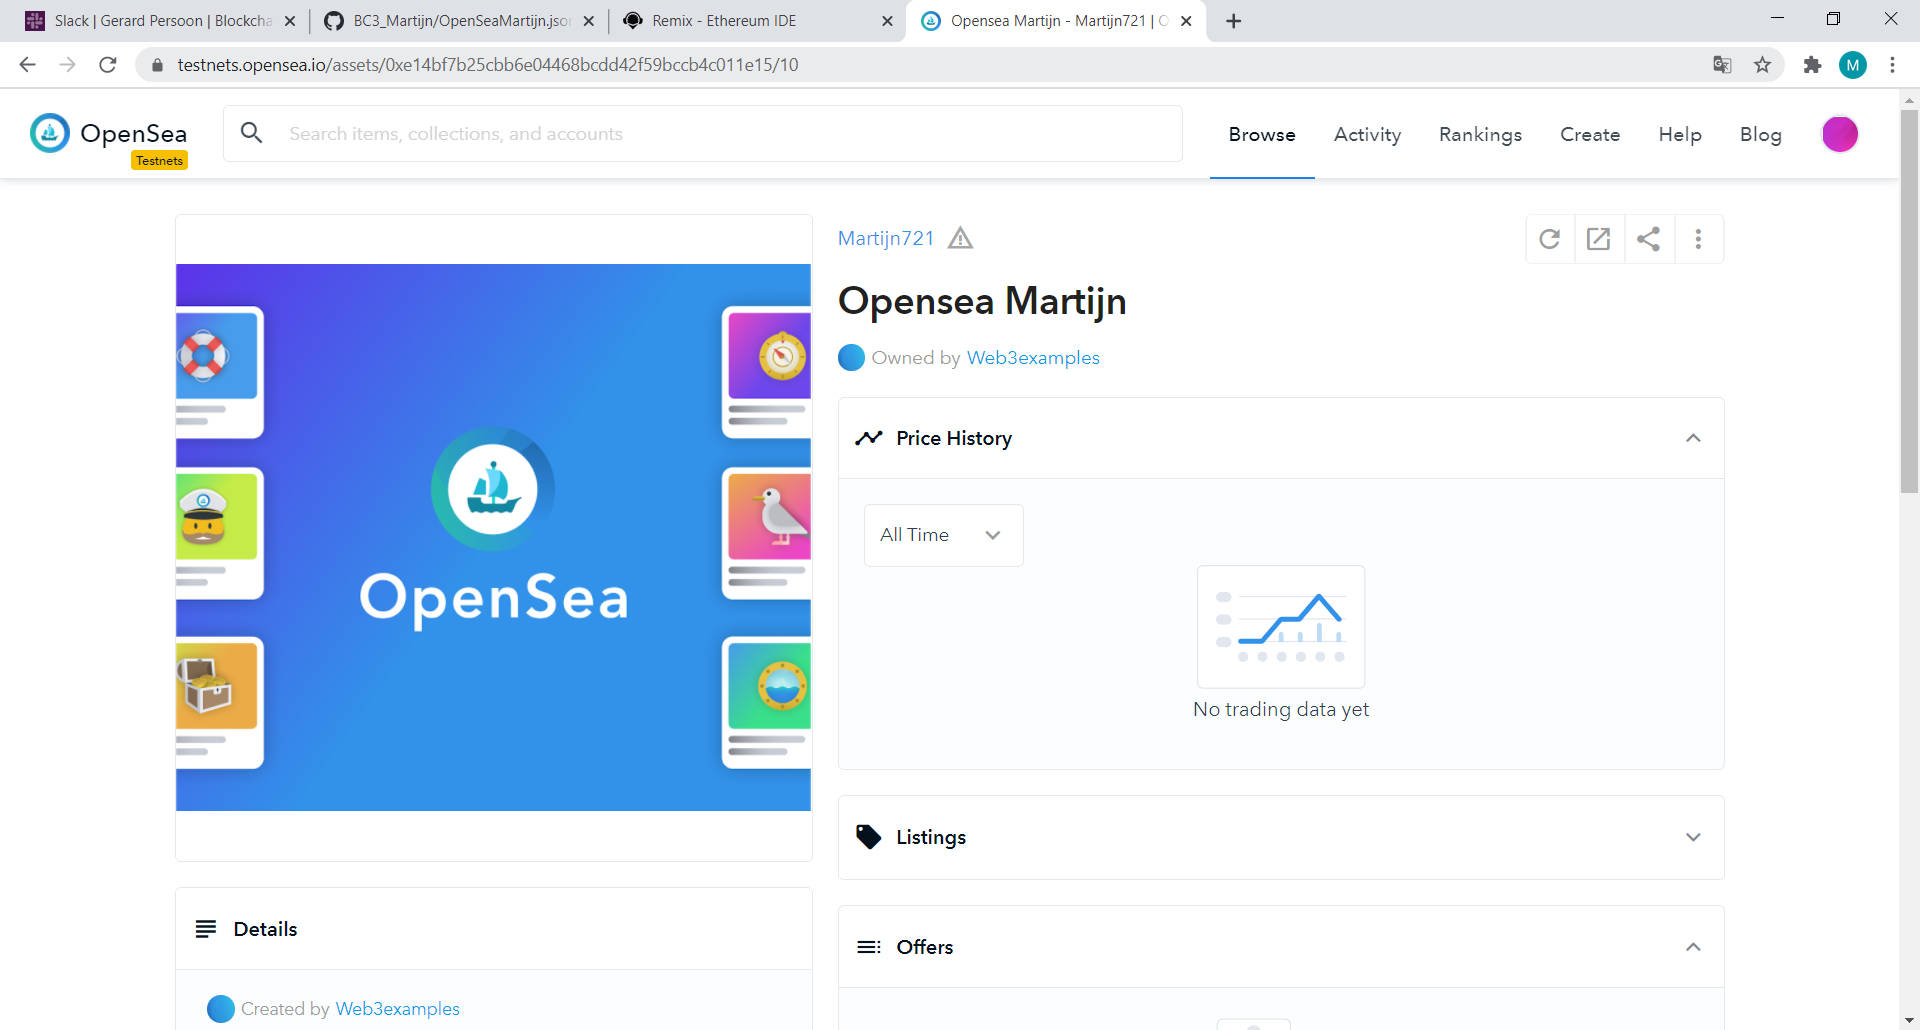 Slack | Gerard Persoon | Blockcha
BC3_Martijn/OpenSeaMartijn.json
Remix - Ethereum IDE
Opensea Martijn - Martijn721 | O
testnets.opensea.io/assets/0xe14bf7b25cbb6e04468bcdd42f59bccb4c011e15/10
M
OpenSea
Testnets
Search items, collections, and accounts
Browse
Activity
Rankings
Create
Help
Blog
OpenSea
Martijn721
Opensea Martijn
Owned by Web3examples
Price History
All Time
No trading data yet
Listings
Offers
Details
Created by Web3examples